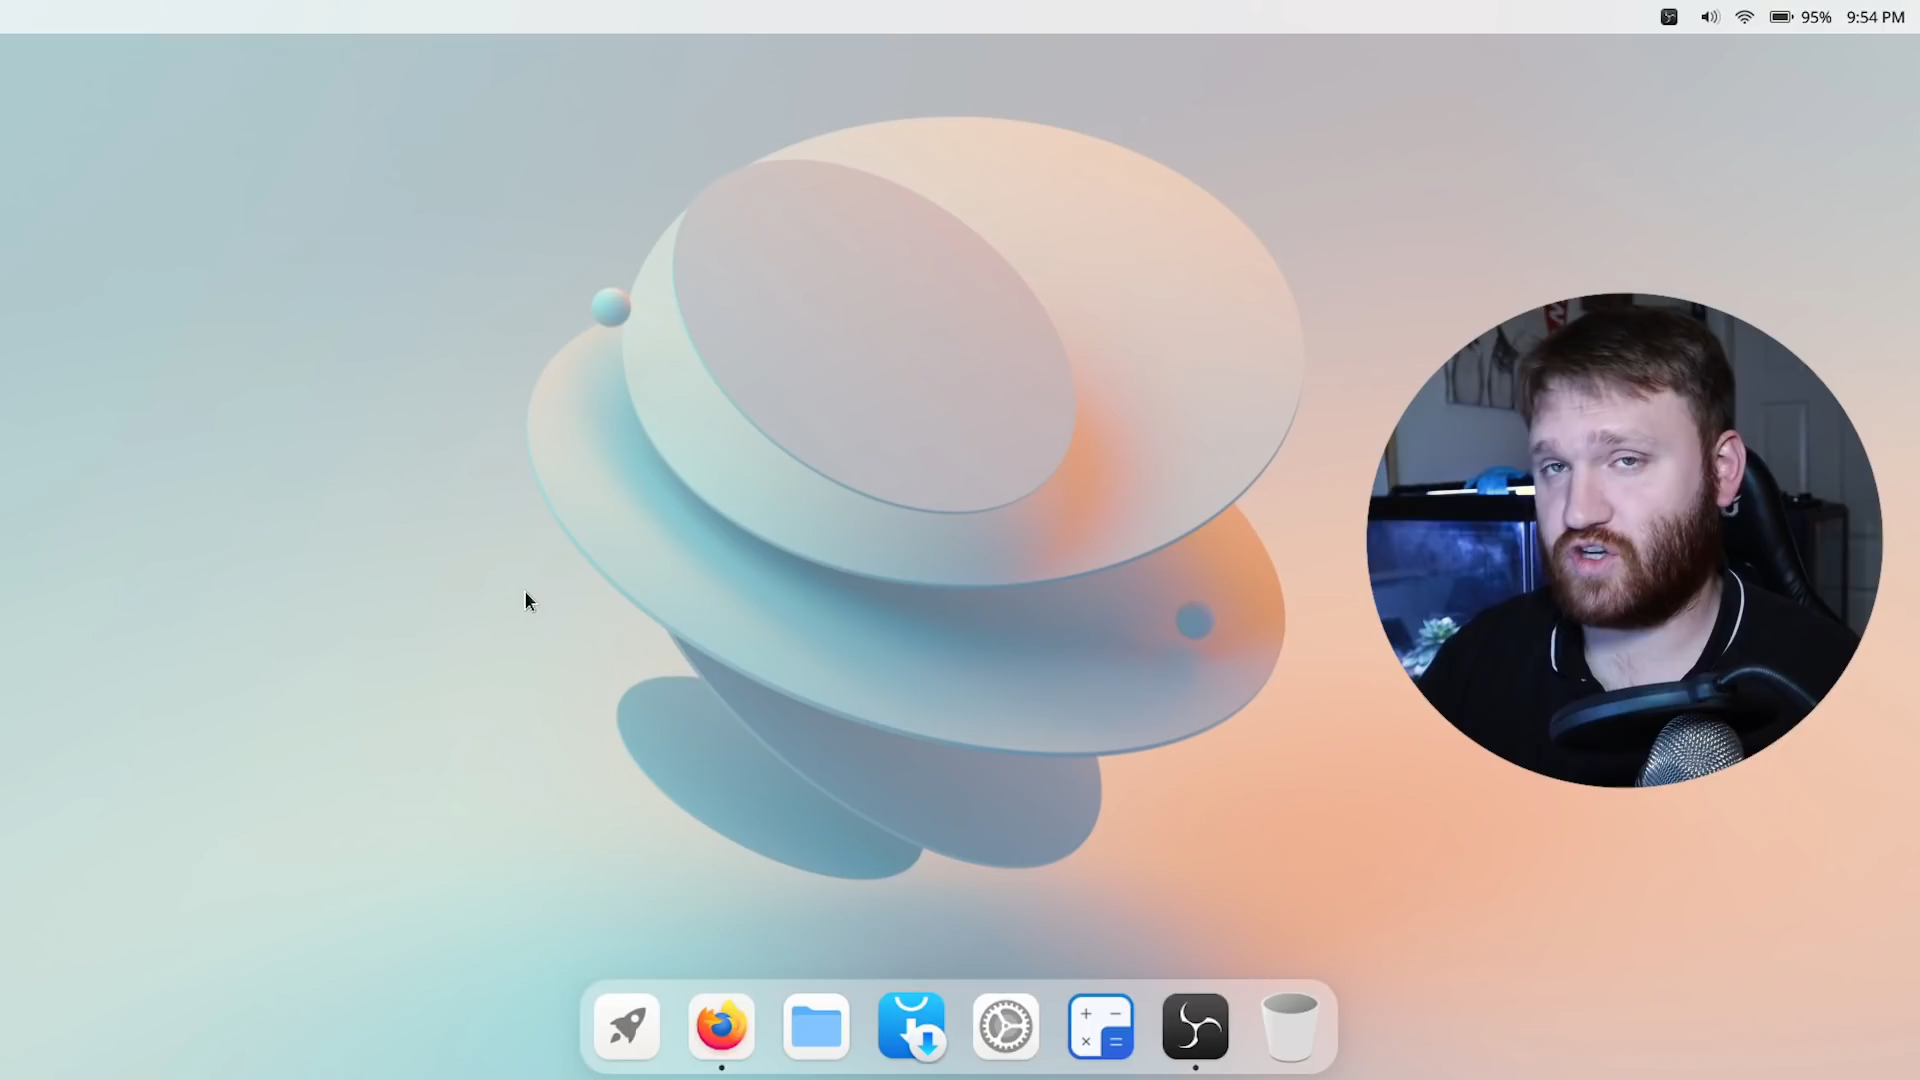 95% 9:54 PM
+ −
× =